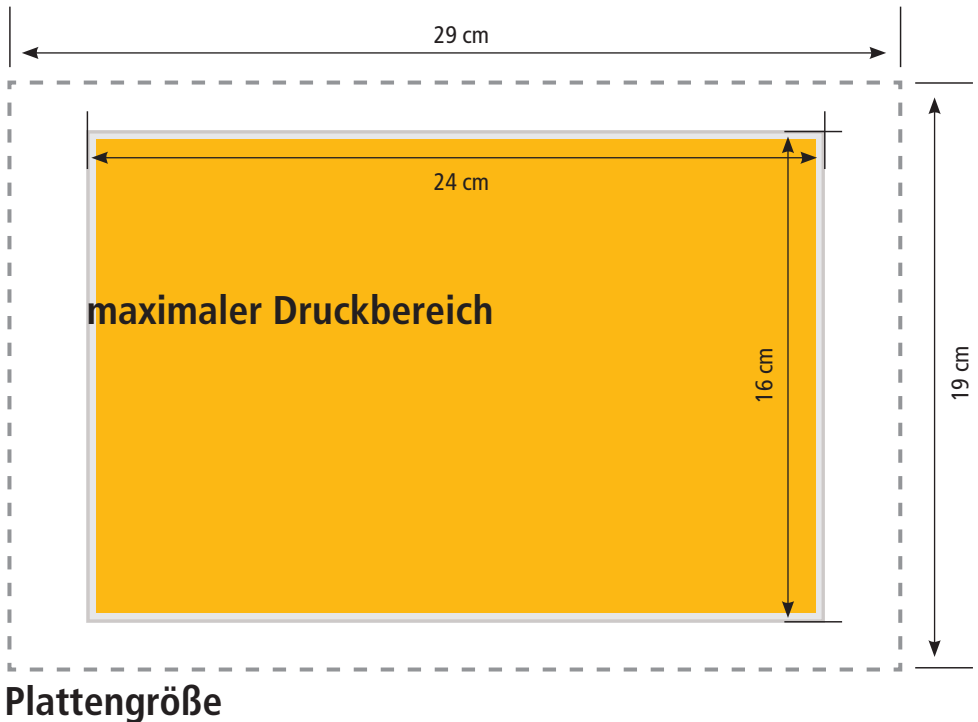 29 cm
24 cm
maximaler Druckbereich
16 cm
19 cm
Plattengröße